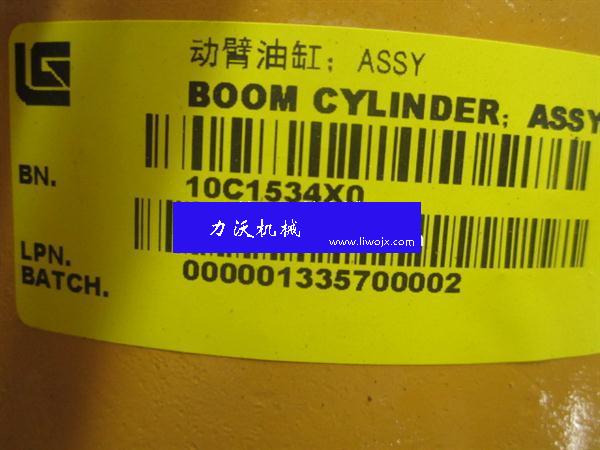 动臂油缸; ASSY
BOOM CYLINDER; ASSY
BN.
10C1534X0
力沃机械
www.liwojx.com
LPN.
BATCH.
000001335700002